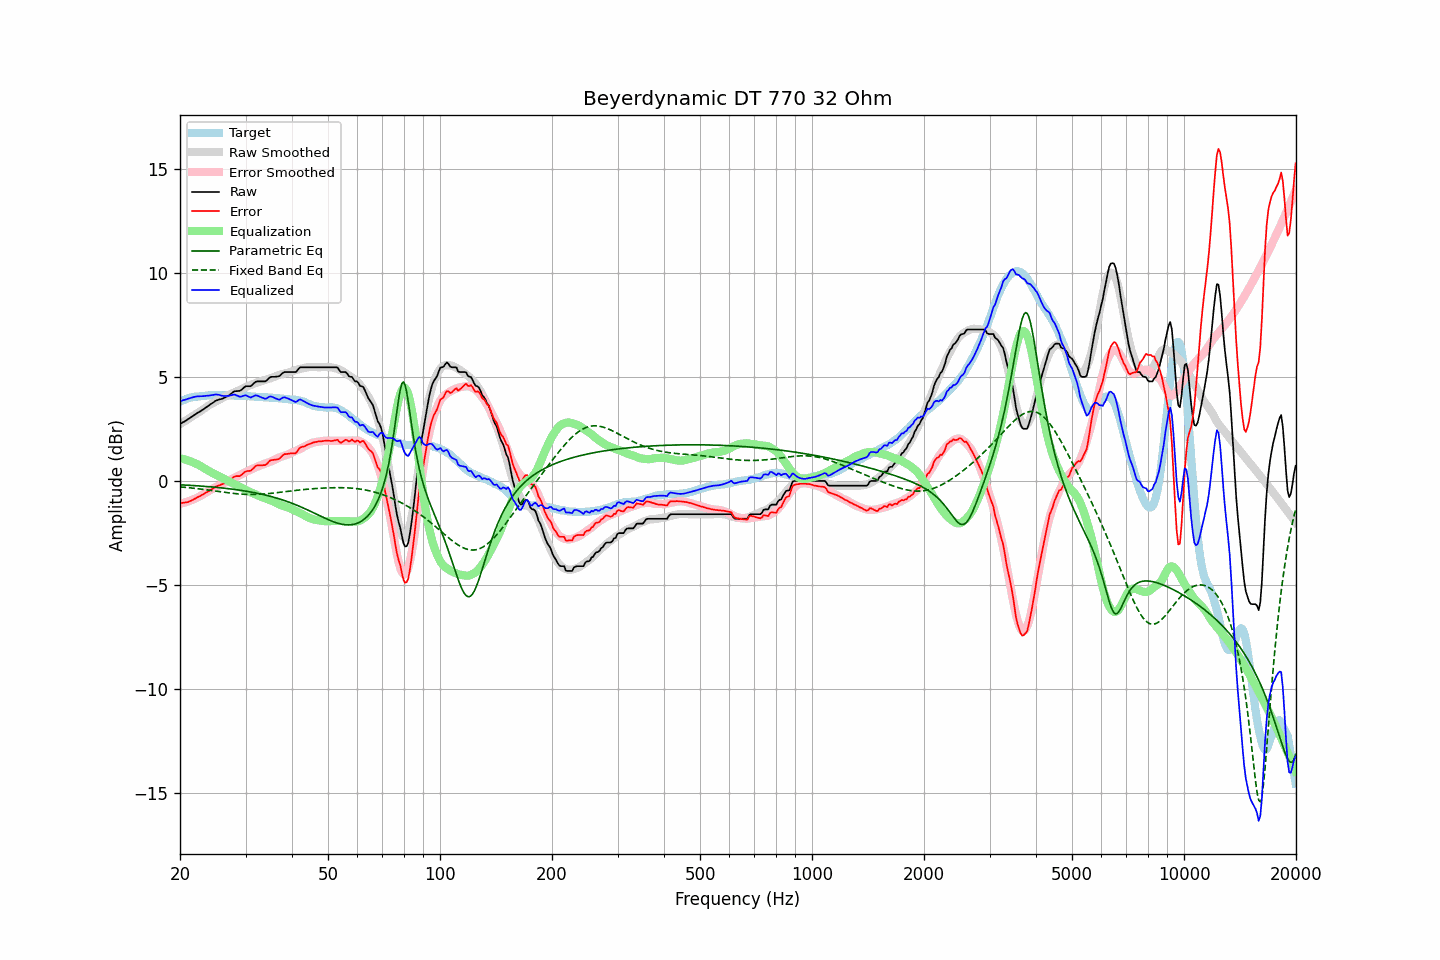 Beyerdynamic DT 770 32 Ohm
Target
Raw Smoothed
Error Smoothed
Raw
Error
Equalization
Parametric Eq
Fixed Band Eq
Equalized
Amplitude (dBr)
15
10
5
0
−5
−10
−15
20 50 100 200 500 1000 2000 5000 10000 20000
Frequency (Hz)